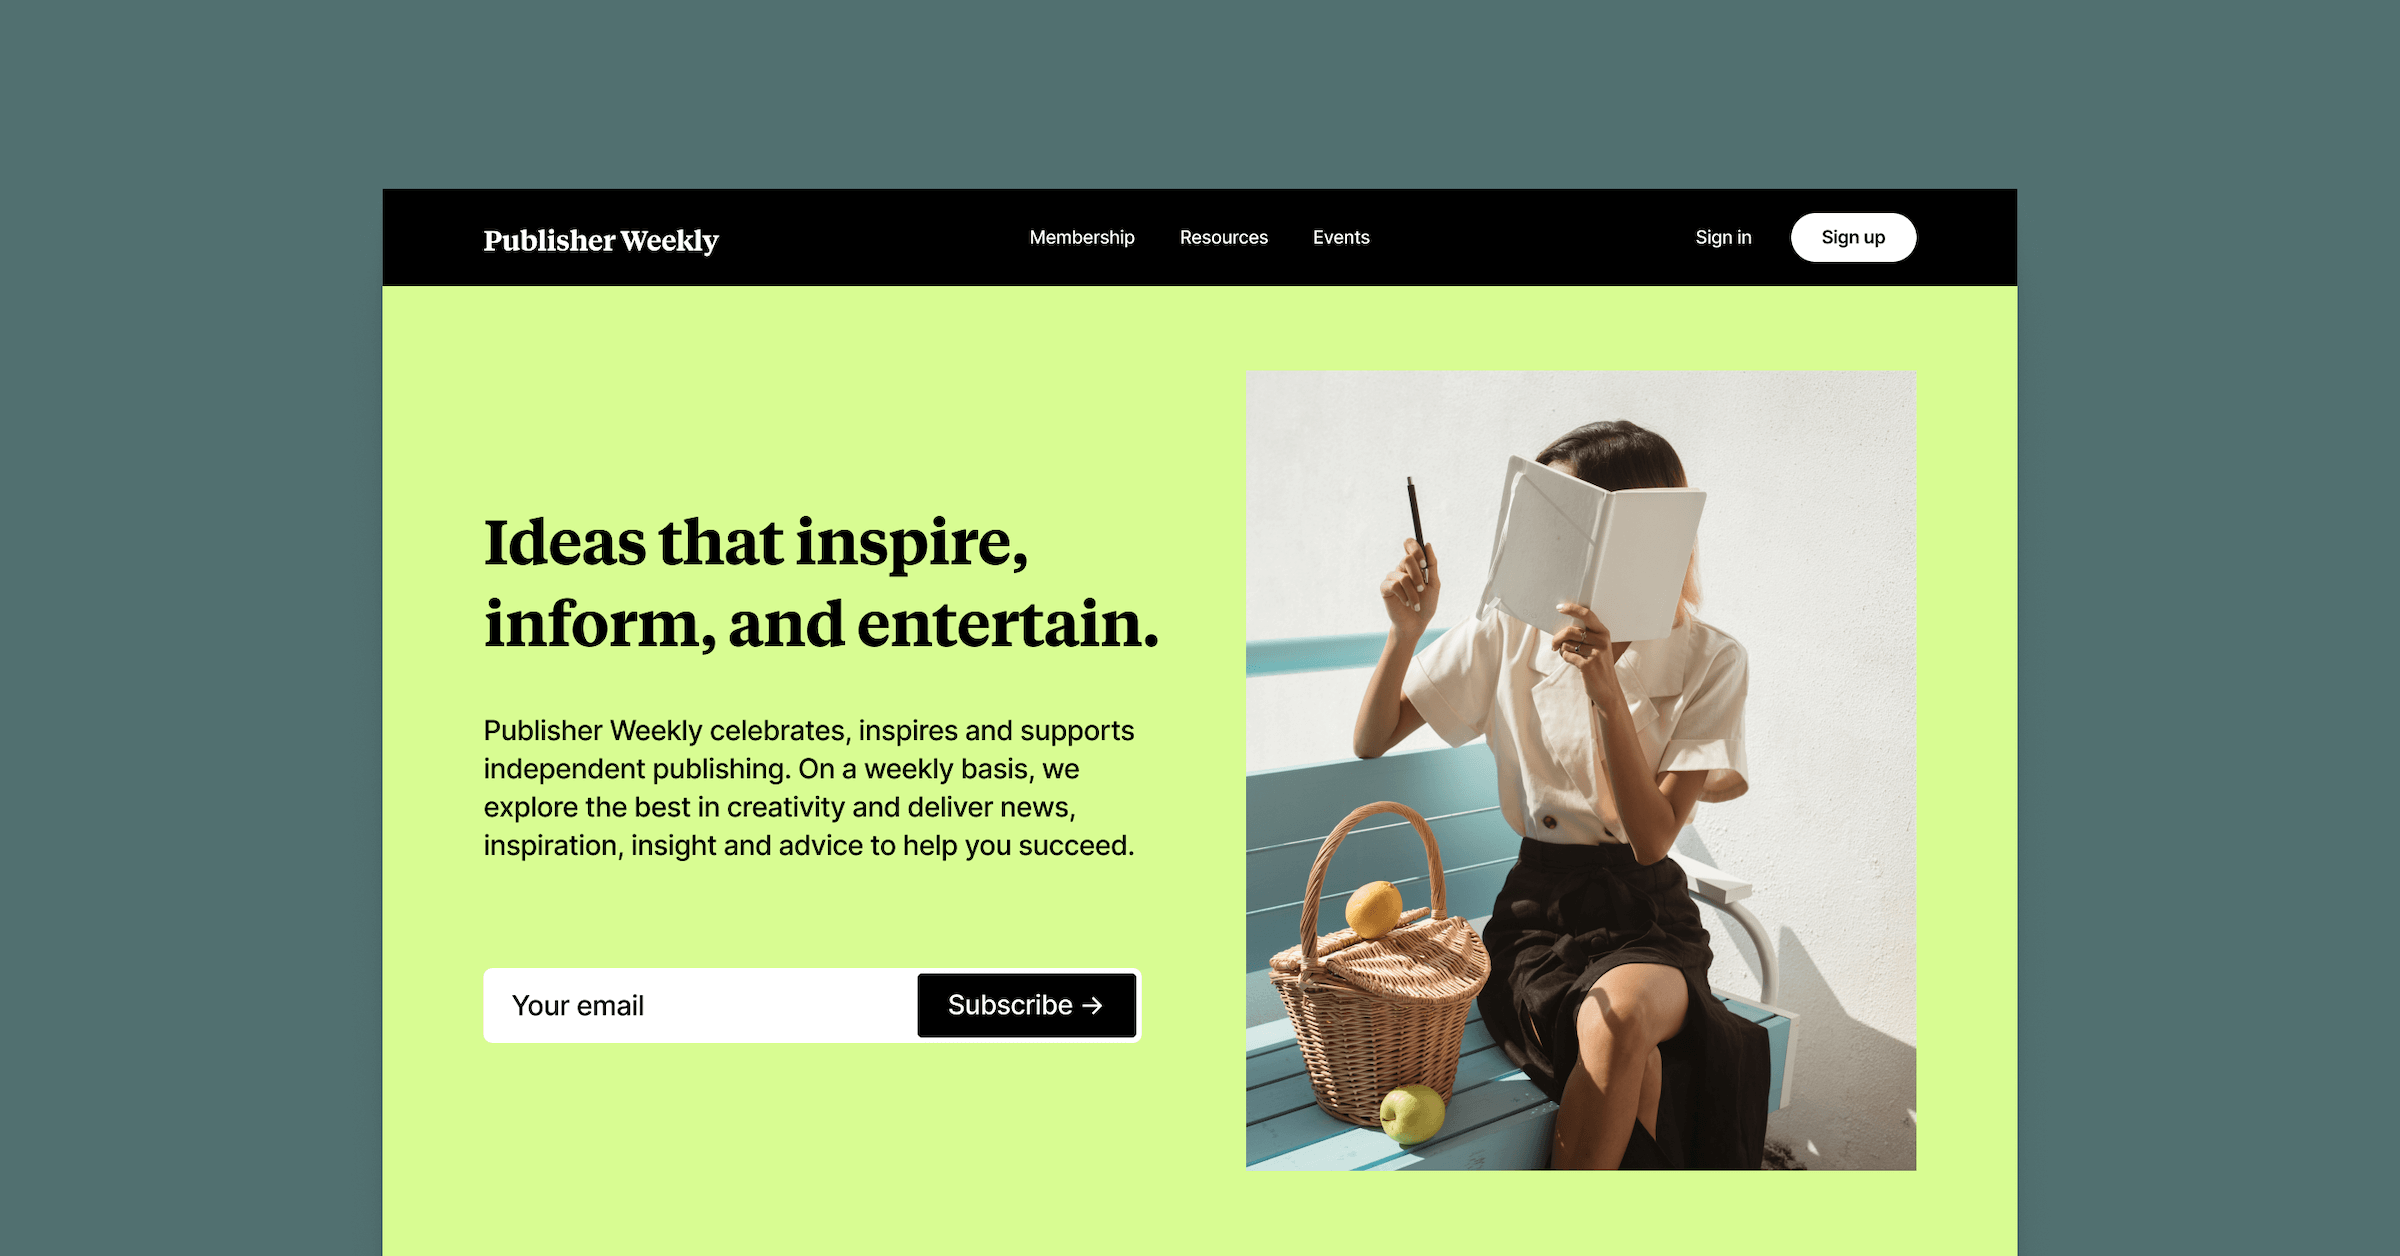 Publisher Weekly
Membership Resources Events
Sign in Sign up
Ideas that inspire,
inform, and entertain.
Publisher Weekly celebrates, inspires and supports
independent publishing. On a weekly basis, we
explore the best in creativity and deliver news,
inspiration, insight and advice to help you succeed.
Your email
Subscribe →